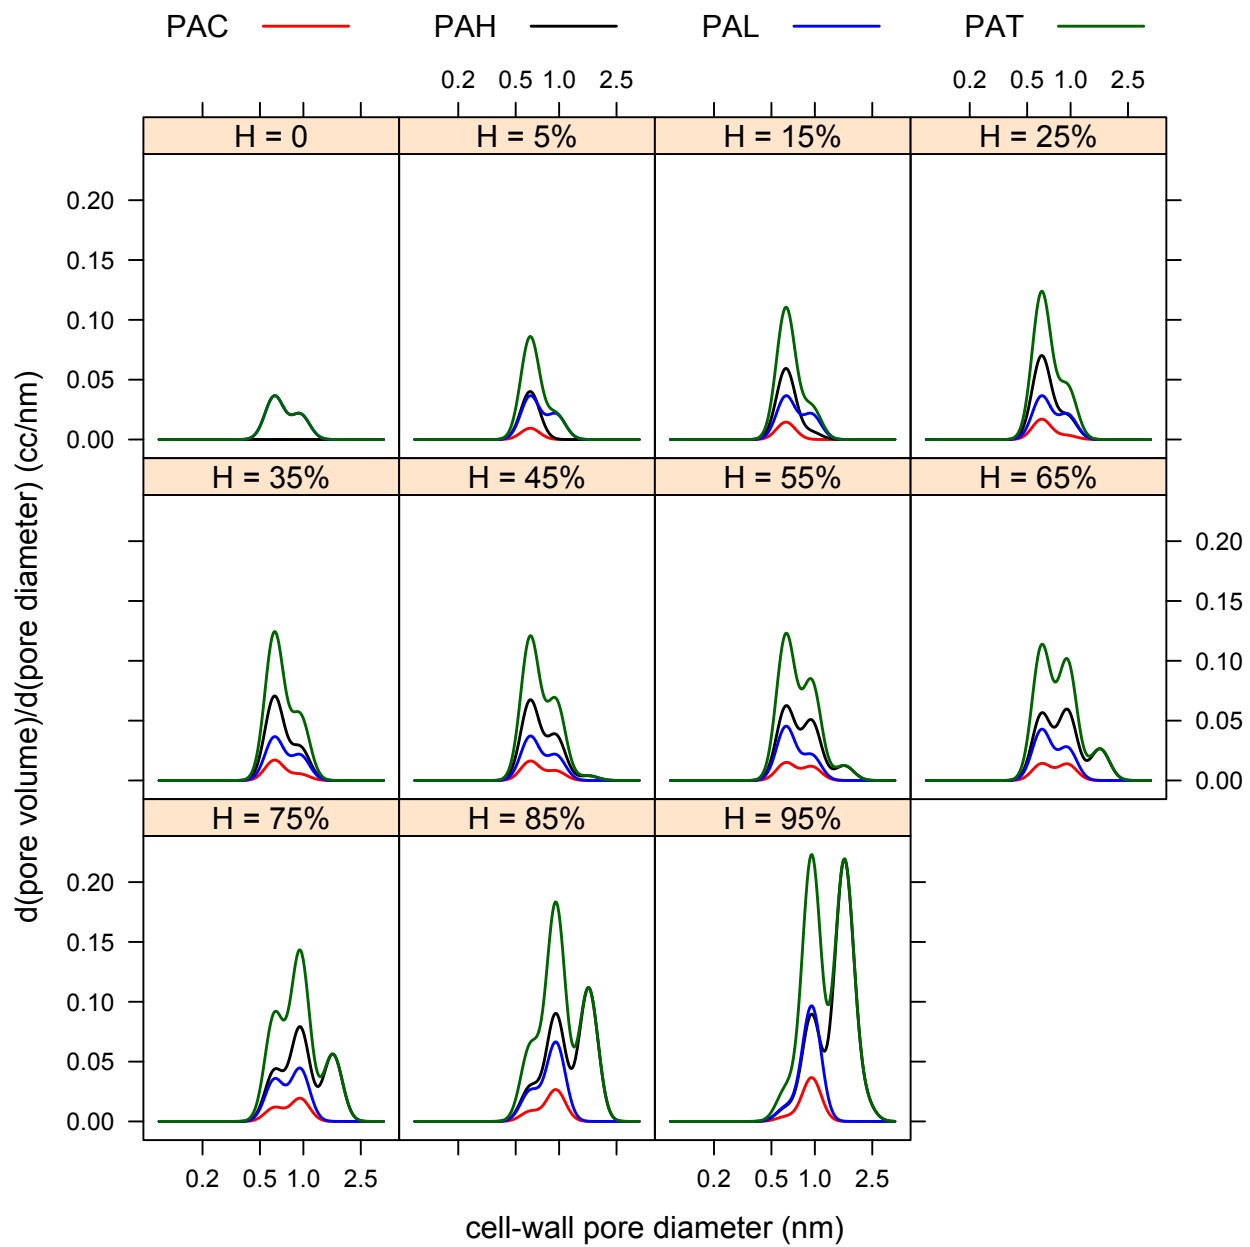 PAC PAH PAL PAT
0.2 0.5 1.0 2.5 0.2 0.5 1.0 2.5
H = 0 H = 5% H = 15% H = 25%
0.20
0.15
0.10
0.05
0.00
H = 35% H = 45% H = 55% H = 65%
0.20
0.15
0.10
0.05
0.00
H = 75% H = 85% H = 95%
0.20
0.15
0.10
0.05
0.00
0.2 0.5 1.0 2.5 0.2 0.5 1.0 2.5
d(pore volume)/d(pore diameter) (cc/nm)
cell-wall pore diameter (nm)